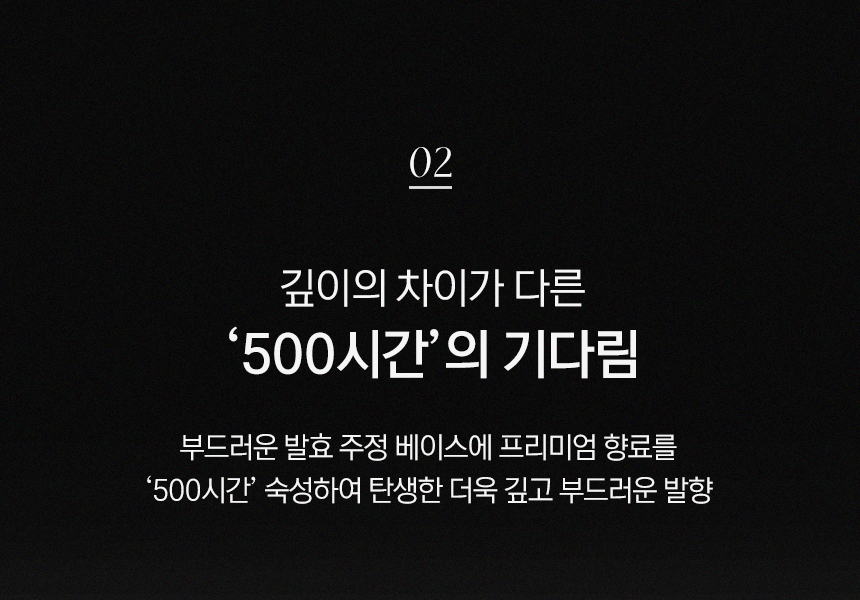 02
깊이의 차이가 다른
‘500시간’의 기다림
부드러운 발효 주정 베이스에 프리미엄 향료를
‘500시간’ 숙성하여 탄생한 더욱 깊고 부드러운 발향